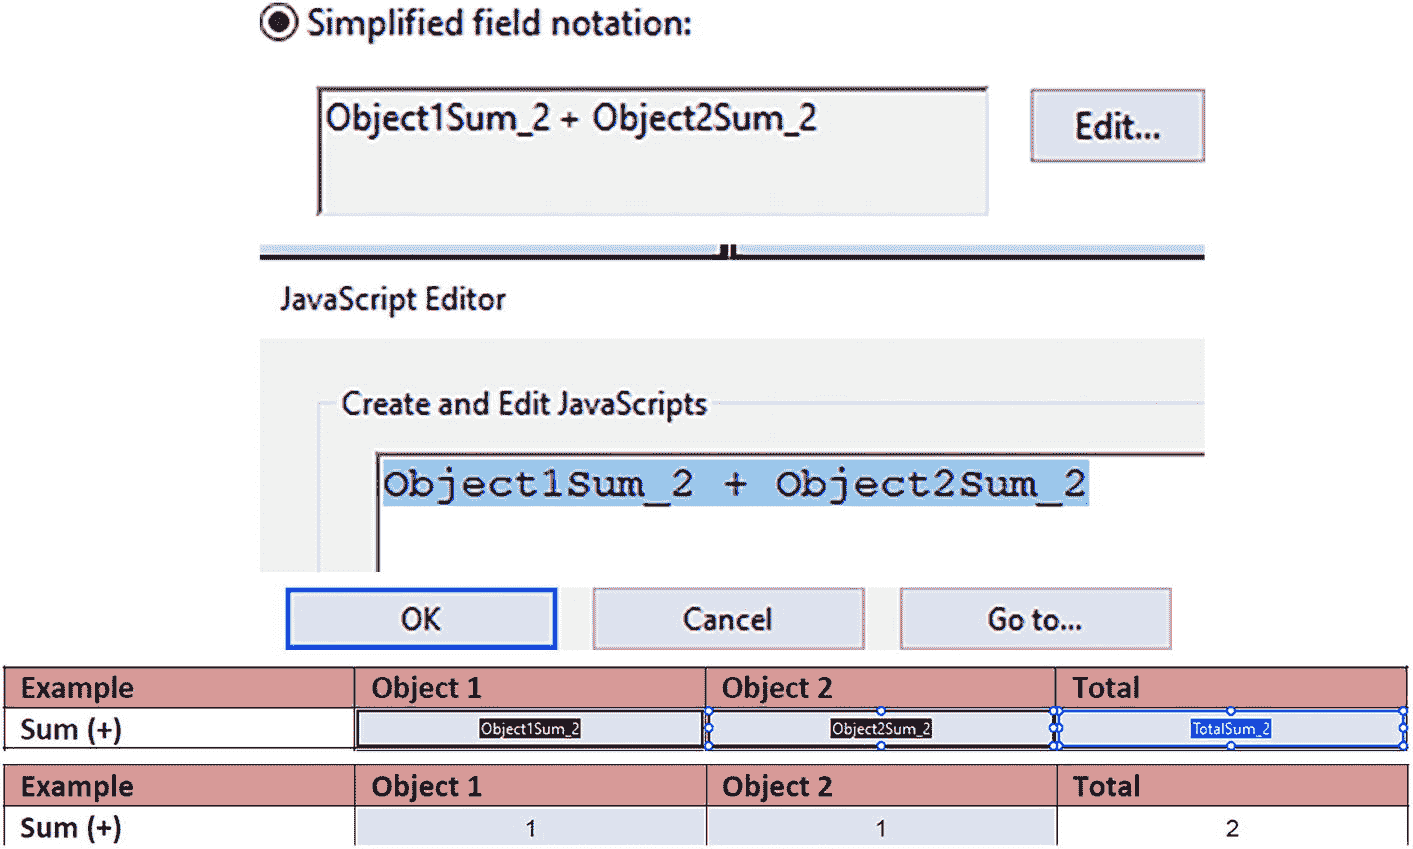 Simplified field notation:
Object1Sum_2 + Object2Sum_2
Edit...
JavaScript Editor
Create and Edit JavaScripts
Object1Sum_2 + Object2Sum_2
OK Cancel Go to...
Example Object 1 Object 2 Total
Sum (+) Object1Sum_2 Object2Sum_2 TotalSum_2
Example Object 1 Object 2 Total
Sum (+) 1 1 2